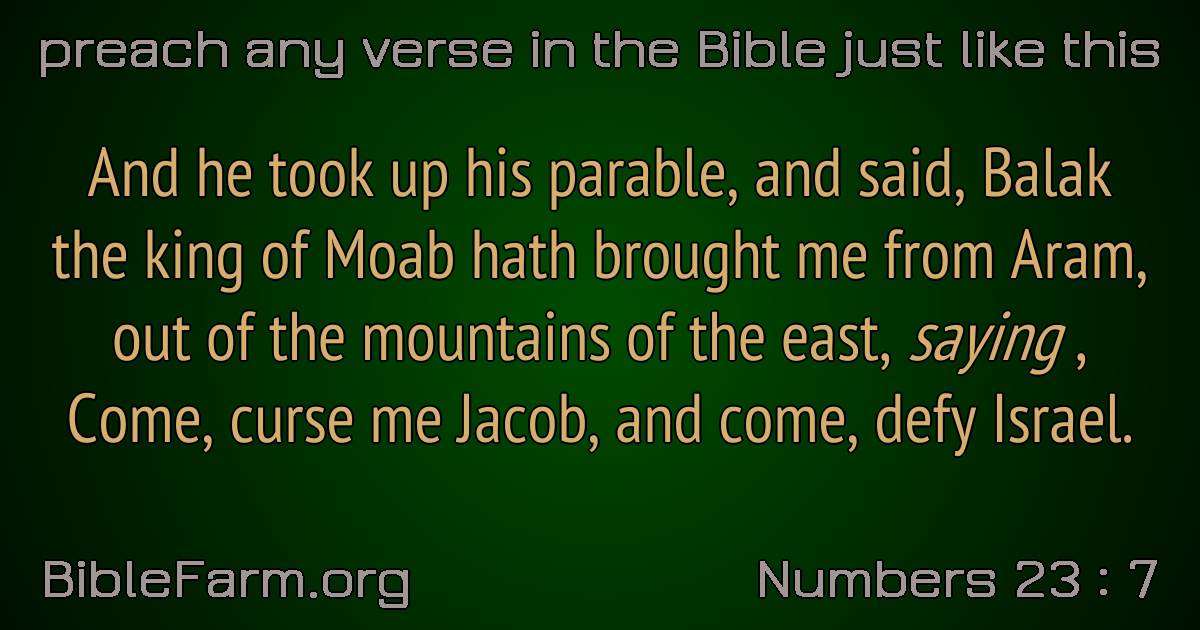 preach any verse in the Bible just like this
And he took up his parable, and said, Balak
the king of Moab hath brought me from Aram,
out of the mountains of the east, saying ,
Come, curse me Jacob, and come, defy Israel.
BibleFarm.org
Numbers 23 : 7